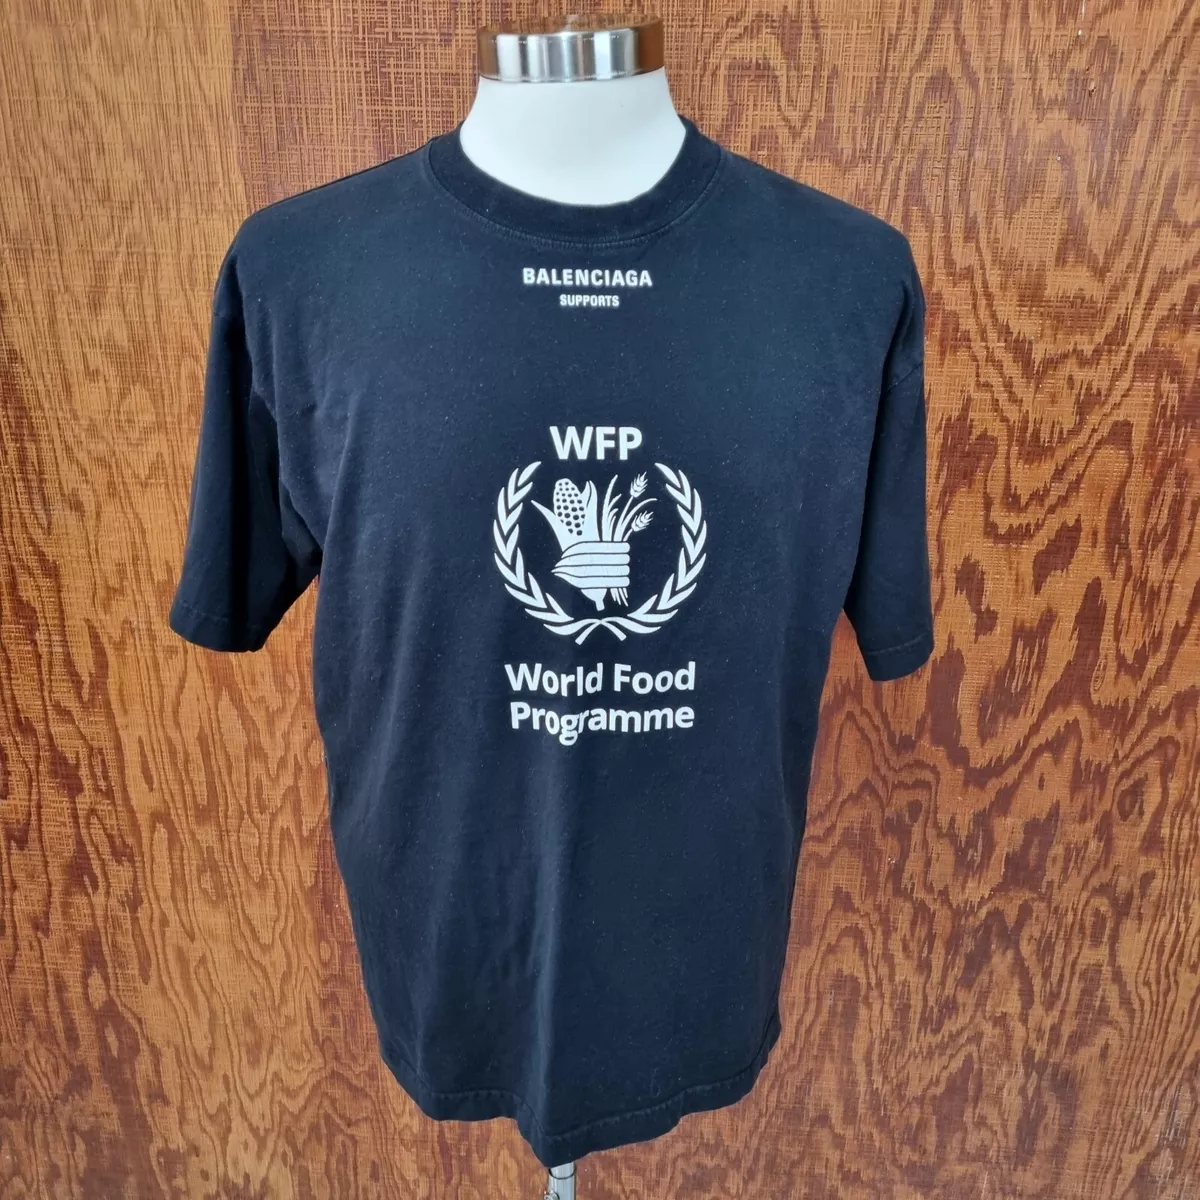 BALENCIAGA
SUPPORTS
WFP
World Food
Programme